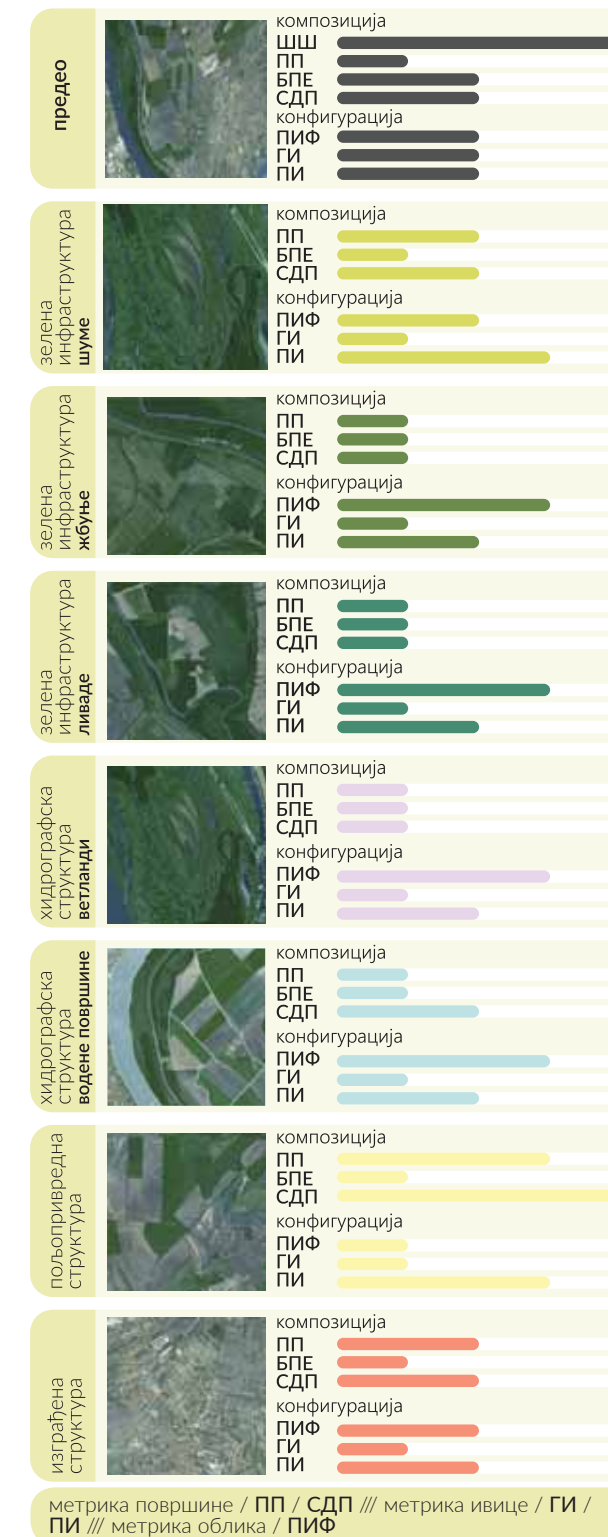 предео
композиција
ШШ
ПП
БПЕ
СДП
конфигурација
ПИФ
ГИ
ПИ
зелена
инфраструктура
шуме
композиција
ПП
БПЕ
СДП
конфигурација
ПИФ
ГИ
ПИ
зелена
инфраструктура
жбуње
композиција
ПП
БПЕ
СДП
конфигурација
ПИФ
ГИ
ПИ
зелена
инфраструктура
ливаде
композиција
ПП
БПЕ
СДП
конфигурација
ПИФ
ГИ
ПИ
хидрографска
структура
ветланди
композиција
ПП
БПЕ
СДП
конфигурација
ПИФ
ГИ
ПИ
хидрографска
структура
водене површине
композиција
ПП
БПЕ
СДП
конфигурација
ПИФ
ГИ
ПИ
пољопривредна
структура
композиција
ПП
БПЕ
СДП
конфигурација
ПИФ
ГИ
ПИ
изграђена
структура
композиција
ПП
БПЕ
СДП
конфигурација
ПИФ
ГИ
ПИ
метрика површине / ПП / СДП /// метрика ивице / ГИ /
ПИ /// метрика облика / ПИФ